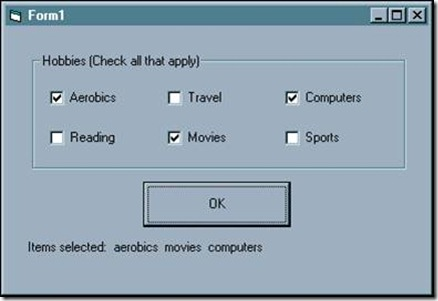 Form1
Hobbies (Check all that apply)
Aerobics Travel Computers
Reading Movies Sports
OK
Items selected: aerobics movies computers